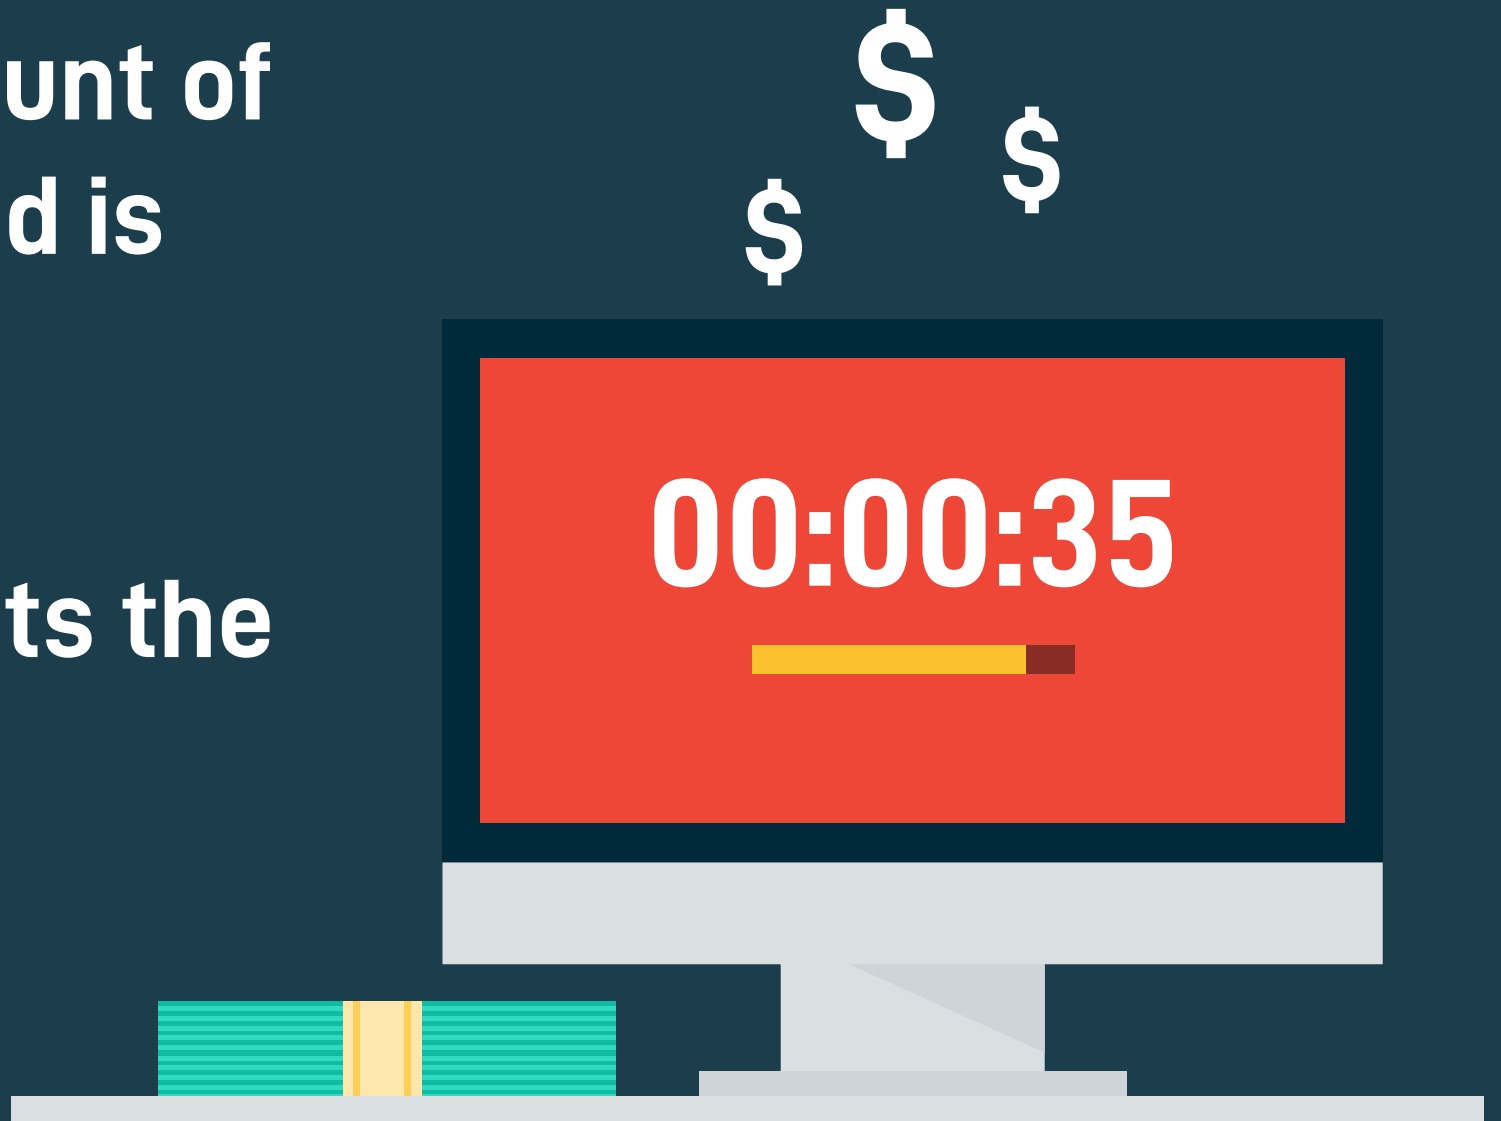 unt of
d is
ts the
$
$
$
00:00:35